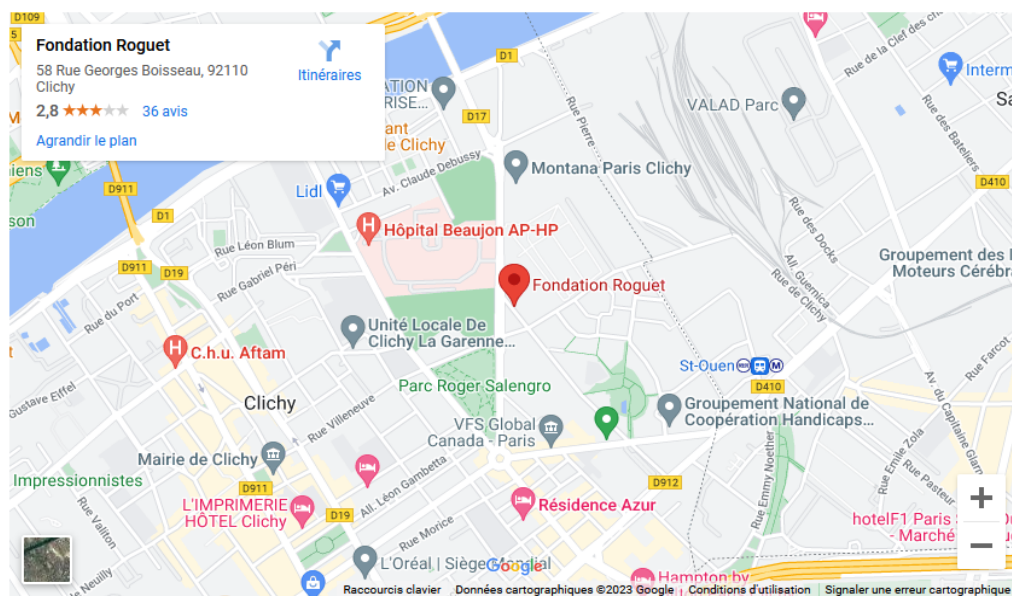 D109
Fondation Roguet
58 Rue Georges Boisseau, 92110
Clichy
2,8
36 avis
Agrandir le plan
Itinéraires
D1
D17
Rue Pierre
Rue de la Clef des
VALAD Parc
Rue des Bateliers
D410
Av. Claude Debussy
Montana Paris Clichy
Lidl
D911
D1
Hôpital Beaujon AP-HP
Rue Léon Blum
Rue Gabriel Péri
D911
D19
Rue du Port
Rue des Docks
All. Guernica
Rue de Clichy
Groupement des
Moteurs
Fondation Roguet
Unité Locale De
Clichy La Garenne...
C.h.u. Aftam
Gustave Eiffel
Clichy
Parc Roger Salengro
St-Ouen
M
D410
Rue Farcot
Av. du Capitaine
Groupement National de
Coopération Handicaps...
Rue Villeneuve
VFS Global
Canada - Paris
Mairie de Clichy
Impressionnistes
D911
D19
All. Léon Gambetta
L'IMPRIMERIE
HÔTEL Clichy
Rue Valiton
Rue Morice
Résidence Azur
D912
Rue Emmy Noether
Rue Emile Zola
Rue Pasteur
hotelF1 Paris
- Marché
Neuilly
L'Oréal | Siège Mondial
Google
Hampton by
Raccourcis clavier
Données cartographiques ©2023 Google
Conditions d'utilisation
Signaler une erreur cartographique